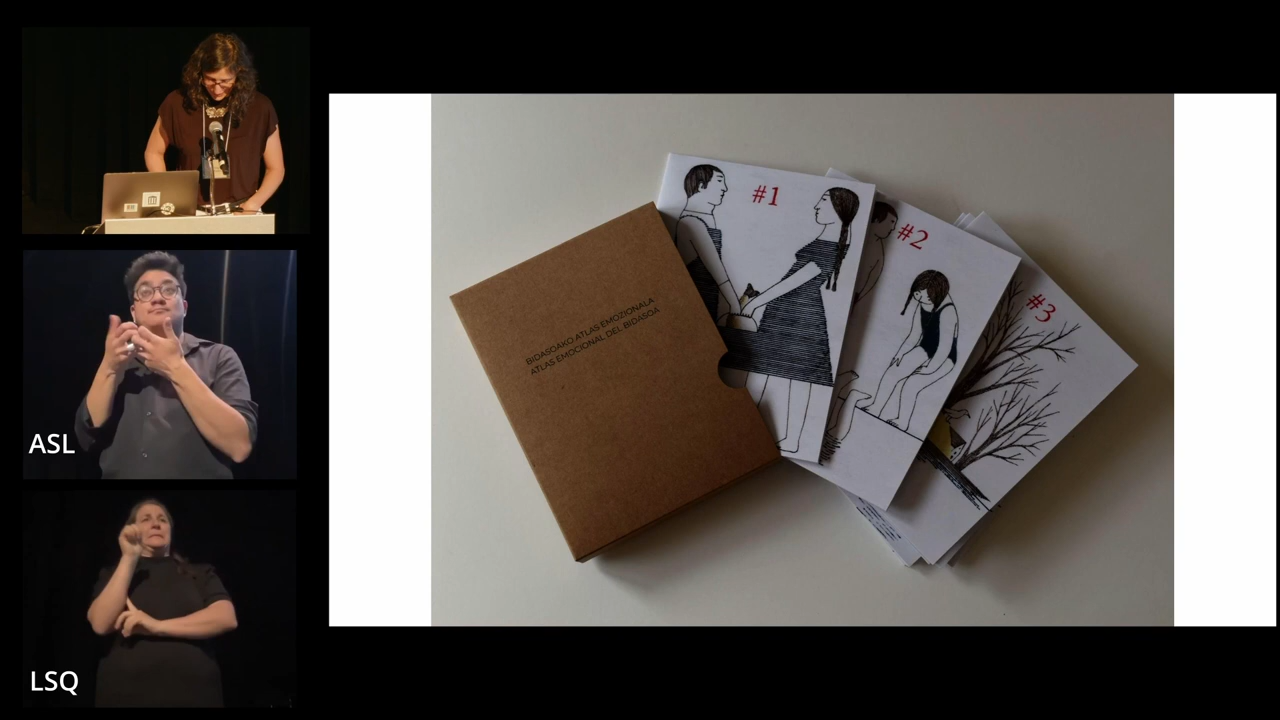 ASL
LSQ
BIDASOAKO ATLAS EMOZIONALA
ATLAS EMOCIONAL DEL BIDASOA
#1
#2
#3